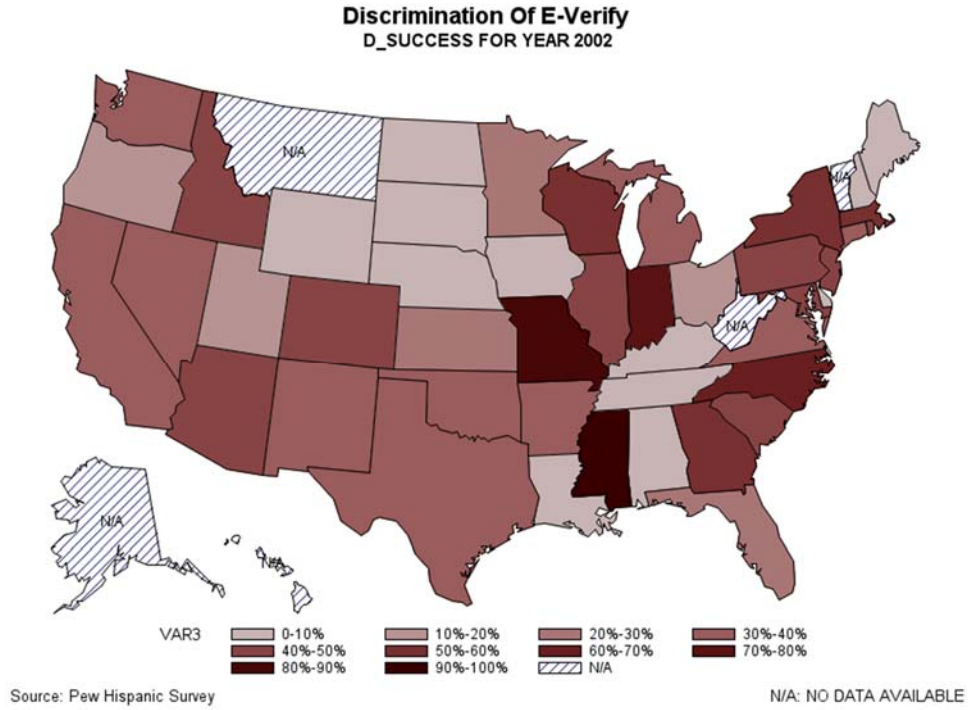 Discrimination Of E-Verify
D_SUCCESS FOR YEAR 2002
N/A
N/A
N/A
N/A
N/A
VAR3 0-10% 10%-20% 20%-30% 30%-40%
40%-50% 50%-60% 60%-70% 70%-80%
80%-90% 90%-100% N/A
Source: Pew Hispanic Survey N/A: NO DATA AVAILABLE